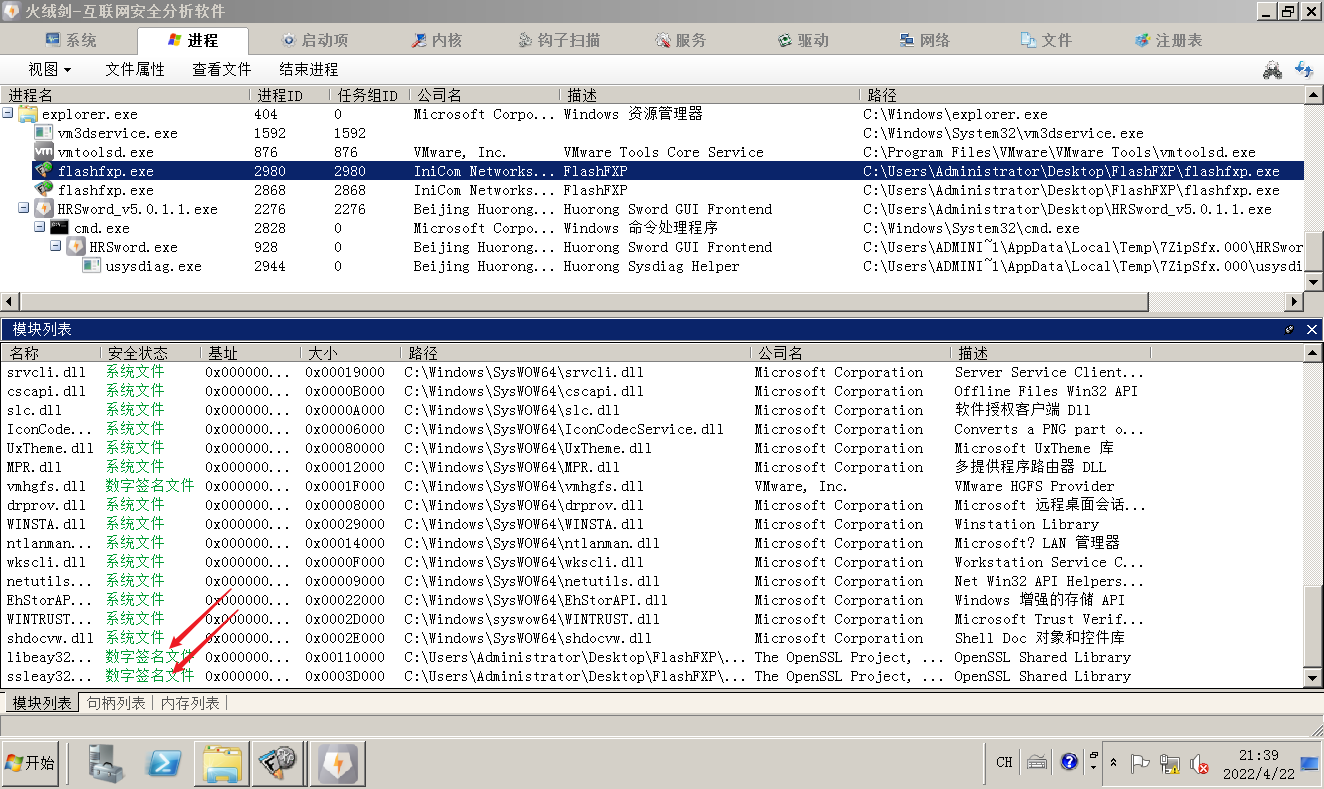 火绒剑-互联网安全分析软件
系统 进程 启动项 内核 钩子扫描 服务 驱动 网络 文件 注册表
视图 文件属性 查看文件 结束进程
进程名 进程ID 任务组ID 公司名 描述 路径
explorer.exe 404 0 Microsoft Corpo... Windows 资源管理器 C:\Windows\explorer.exe
vm3dservice.exe 1592 1592 C:\Windows\System32\vm3dservice.exe
vm vmtoolsd.exe 876 876 VMware, Inc. VMware Tools Core Service C:\Program Files\VMware\VMware Tools\vmtoolsd.exe
flashfxp.exe 2980 2980 IniCom Networks... FlashFXP C:\Users\Administrator\Desktop\FlashFXP\flashfxp.exe
flashfxp.exe 2868 2868 IniCom Networks... FlashFXP C:\Users\Administrator\Desktop\FlashFXP\flashfxp.exe
HRSword_v5.0.1.1.exe 2276 2276 Beijing Huorong... Huorong Sword GUI Frontend C:\Users\Administrator\Desktop\HRSword_v5.0.1.1.exe
cmd.exe 2828 0 Microsoft Corpo... Windows 命令处理程序 C:\Windows\System32\cmd.exe
HRSword.exe 928 0 Beijing Huorong... Huorong Sword GUI Frontend C:\Users\ADMINI~1\AppData\Local\Temp\7ZipSfx.000\HRSwor
usysdiag.exe 2944 0 Beijing Huorong... Huorong Sysdiag Helper C:\Users\ADMINI~1\AppData\Local\Temp\7ZipSfx.000\usysdi
模块列表
名称 安全状态 基址 大小 路径 公司名 描述
srvcli.dll 系统文件 0x000000... 0x00019000 C:\Windows\SysWOW64\srvcli.dll Microsoft Corporation Server Service Client...
cscapi.dll 系统文件 0x000000... 0x0000B000 C:\Windows\SysWOW64\cscapi.dll Microsoft Corporation Offline Files Win32 API
slc.dll 系统文件 0x000000... 0x0000A000 C:\Windows\SysWOW64\slc.dll Microsoft Corporation 软件授权客户端 Dll
IconCode... 系统文件 0x000000... 0x00006000 C:\Windows\SysWOW64\IconCodecService.dll Microsoft Corporation Converts a PNG part o...
UxTheme.dll 系统文件 0x000000... 0x00080000 C:\Windows\SysWOW64\UxTheme.dll Microsoft Corporation Microsoft UxTheme 库
MPR.dll 系统文件 0x000000... 0x00012000 C:\Windows\SysWOW64\MPR.dll Microsoft Corporation 多提供程序路由器 DLL
vmhgfs.dll 数字签名文件 0x000000... 0x0001F000 C:\Windows\SysWOW64\vmhgfs.dll VMware, Inc. VMware HGFS Provider
drprov.dll 系统文件 0x000000... 0x00008000 C:\Windows\SysWOW64\drprov.dll Microsoft Corporation Microsoft 远程桌面会话...
WINSTA.dll 系统文件 0x000000... 0x00029000 C:\Windows\SysWOW64\WINSTA.dll Microsoft Corporation Winstation Library
ntlanman... 系统文件 0x000000... 0x00014000 C:\Windows\SysWOW64\ntlanman.dll Microsoft Corporation Microsoft? LAN 管理器
wkscli.dll 系统文件 0x000000... 0x0000F000 C:\Windows\SysWOW64\wkscli.dll Microsoft Corporation Workstation Service C...
netutils... 系统文件 0x000000... 0x00009000 C:\Windows\SysWOW64\netutils.dll Microsoft Corporation Net Win32 API Helpers...
EhStorAP... 系统文件 0x000000... 0x00022000 C:\Windows\SysWOW64\EhStorAPI.dll Microsoft Corporation Windows 增强的存储 API
WINTRUST... 系统文件 0x000000... 0x0002D000 C:\Windows\syswow64\WINTRUST.dll Microsoft Corporation Microsoft Trust Verif...
shdocvw.dll 系统文件 0x000000... 0x0002E000 C:\Windows\SysWOW64\shdocvw.dll Microsoft Corporation Shell Doc 对象和控件库
libeay32... 数字签名文件 0x000000... 0x00110000 C:\Users\Administrator\Desktop\FlashFXP\... The OpenSSL Project, ... OpenSSL Shared Library
ssleay32... 数字签名文件 0x000000... 0x0003D000 C:\Users\Administrator\Desktop\FlashFXP\... The OpenSSL Project, ... OpenSSL Shared Library
模块列表 句柄列表 内存列表
开始 CH 21:39
2022/4/22